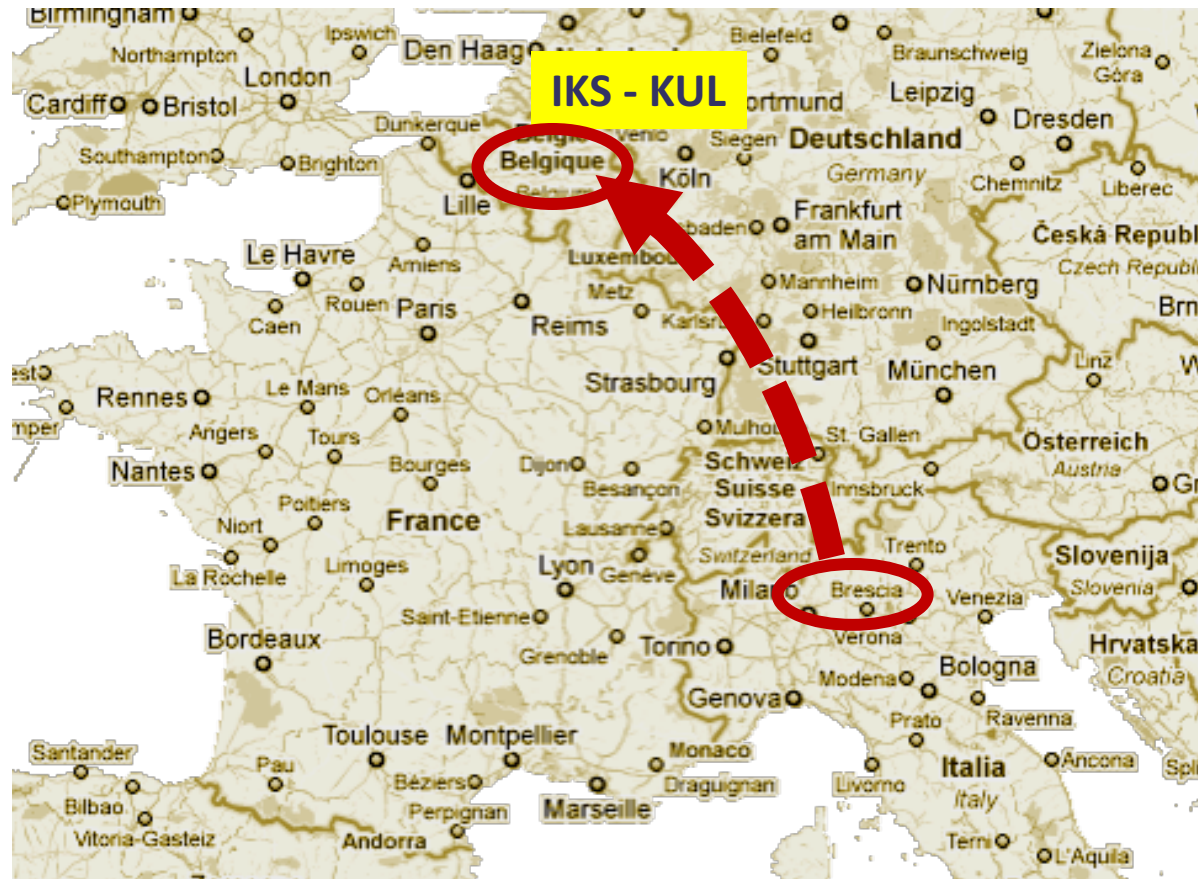 Birmingham
Northampton
Ipswich
Den Haag
Bielefeld
Braunschweig
Zielona
Góra
London
Cardiff
Bristol
IKS - KUL
Leipzig
Dresden
Dunkerque
Siegen
Deutschland
Germany
Southampton
Brighton
Belgique
Köln
Chemnitz
Liberec
Plymouth
Lille
Frankfurt
am Main
Le Havre
Amiens
Česká Republ
Czech Republi
Rouen
Paris
Metz
Mannheim
Nürnberg
Caen
Reims
Heilbronn
Ingolstadt
Brn
Stuttgart
München
Linz
Rennes
Le Mans
Orléans
Strasbourg
Angers
Tours
St. Gallen
Österreich
Austria
Nantes
Bourges
Dijon
Besançon
Schweiz
Suisse
Svizzera
Innsbruck
Gr
Niort
Poitiers
France
Lausanne
Switzerland
Trento
Slovenija
Slovenia
La Rochelle
Limoges
Lyon
Genève
Milano
Brescia
Venezia
Saint-Etienne
Verona
Bordeaux
Grenoble
Torino
Hrvatska
Croatia
Modena
Bologna
Genova
Prato
Ravenna
Santander
Toulouse
Montpellier
Monaco
Pau
Béziers
Draguignan
Livorno
Italia
Italy
Ancona
Spli
Bilbao
Perpignan
Marseille
Vitoria-Gasteiz
Andorra
Terni
L'Aquila